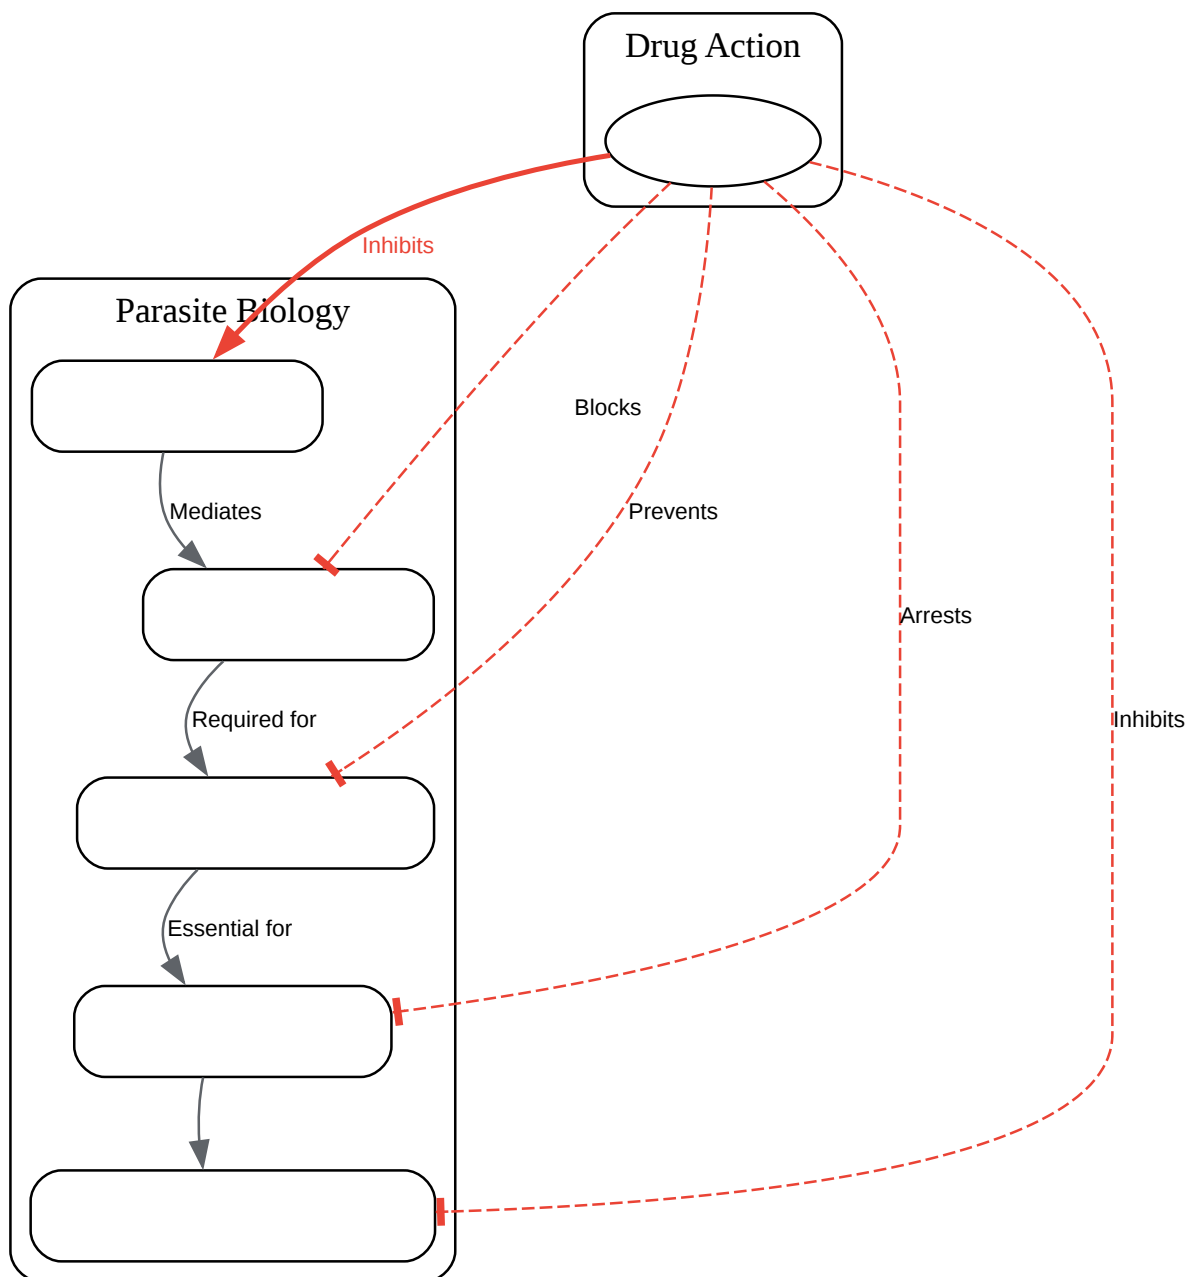 Drug Action
Inhibits
Parasite Biology
Blocks
Mediates
Prevents
Arrests
Required for
Inhibits
Essential for